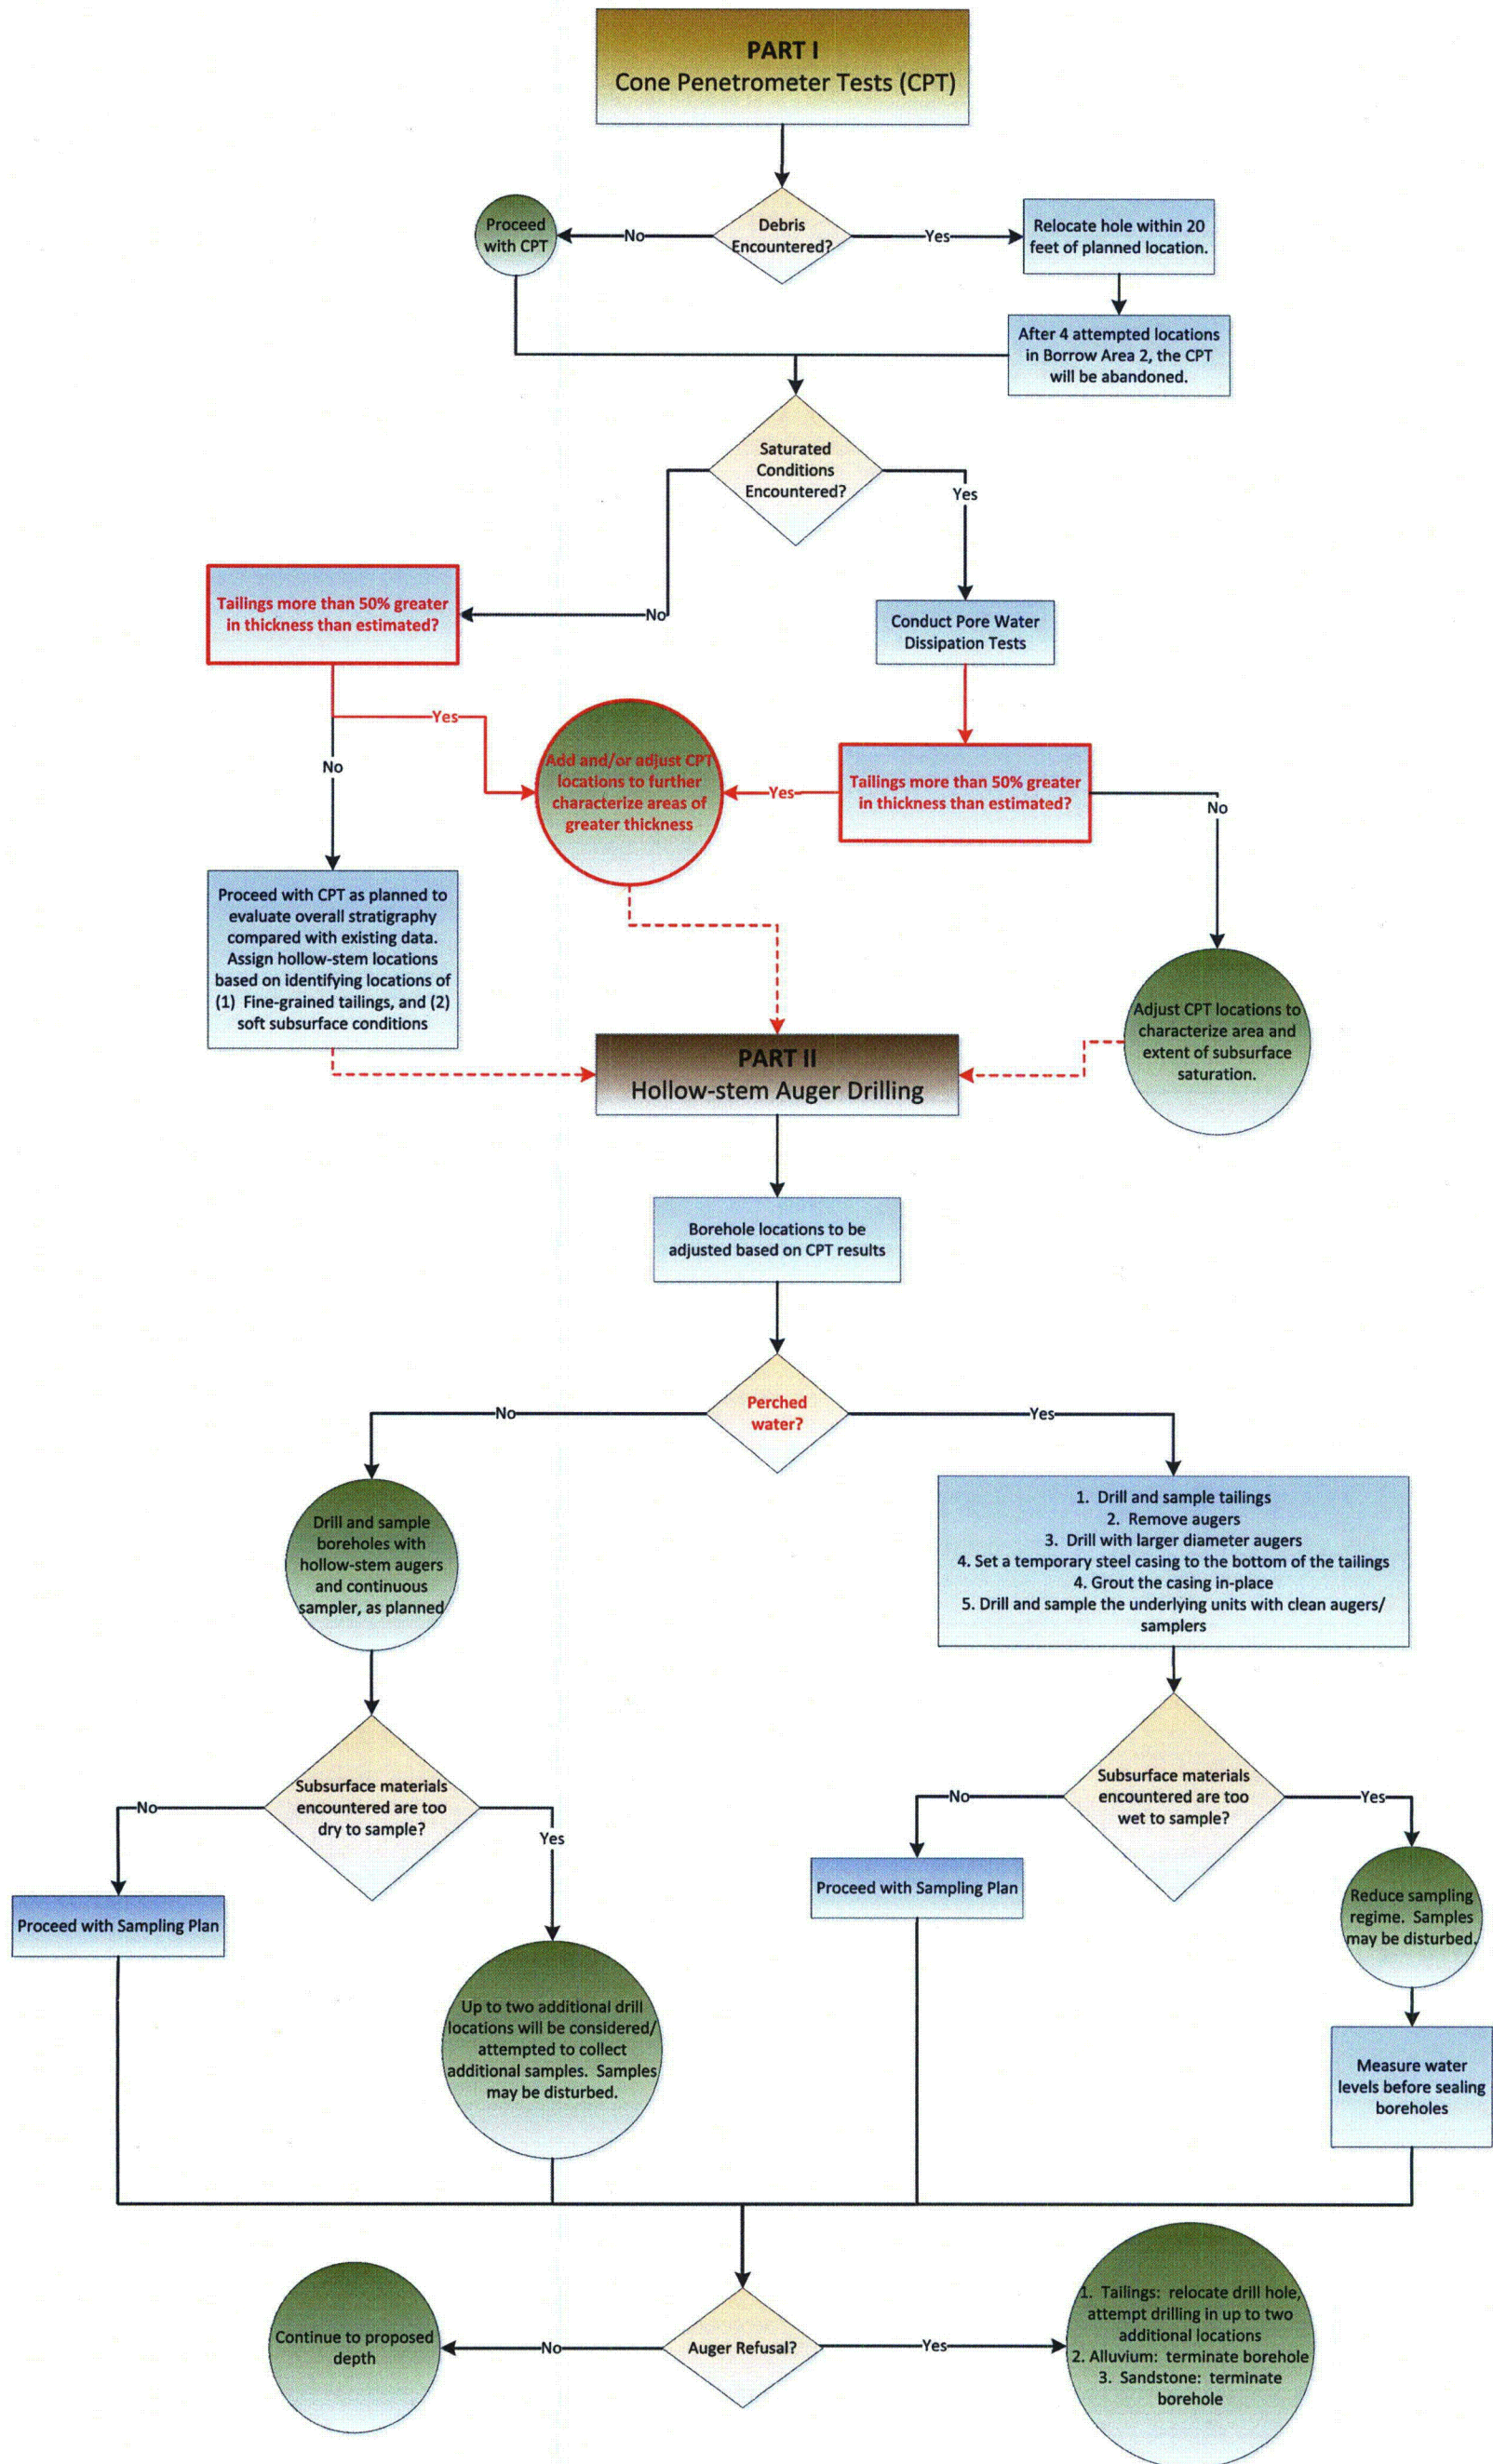 PART I
Cone Penetrometer Tests (CPT)
Proceed
with CPT
No
Debris
Encountered?
Yes
Relocate hole within 20
feet of planned location.
After 4 attempted locations
in Borrow Area 2, the CPT
will be abandoned.
Saturated
Conditions
Encountered?
Yes
No
Tailings more than 50% greater
in thickness than estimated?
Conduct Pore Water
Dissipation Tests
Yes
No
Add and/or adjust CPT
locations to further
characterize areas of
greater thickness
Yes
Tailings more than 50% greater
in thickness than estimated?
No
Proceed with CPT as planned to
evaluate overall stratigraphy
compared with existing data.
Assign hollow-stem locations
based on identifying locations of
(1) Fine-grained tailings, and (2)
soft subsurface conditions
Adjust CPT locations to
characterize area and
extent of subsurface
saturation.
PART II
Hollow-stem Auger Drilling
Borehole locations to be
adjusted based on CPT results
No
Perched
water?
Yes
Drill and sample
boreholes with
hollow-stem augers
and continuous
sampler, as planned
1. Drill and sample tailings
2. Remove augers
3. Drill with larger diameter augers
4. Set a temporary steel casing to the bottom of the tailings
4. Grout the casing in-place
5. Drill and sample the underlying units with clean augers/
samplers
No
Subsurface materials
encountered are too
dry to sample?
Yes
No
Subsurface materials
encountered are too
wet to sample?
Yes
Proceed with Sampling Plan
Proceed with Sampling Plan
Reduce sampling
regime. Samples
may be disturbed.
Up to two additional drill
locations will be considered/
attempted to collect
additional samples. Samples
may be disturbed.
Measure water
levels before sealing
boreholes
Continue to proposed
depth
No
Auger Refusal?
Yes
1. Tailings: relocate drill hole,
attempt drilling in up to two
additional locations
2. Alluvium: terminate borehole
3. Sandstone: terminate
borehole